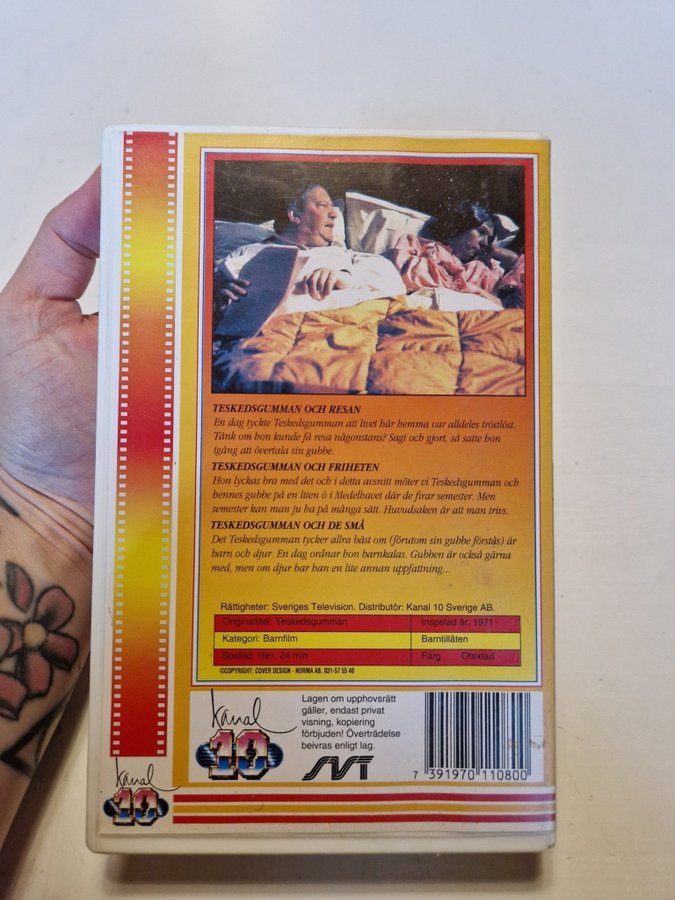 TESKEDSGUMMAN OCH RESAN
En dag tyckte Teskedsgumman att livet här hemma var alldeles tröstlöst.
Tänk om hon kunde få resa någonstans? Sagt och gjort, så satte hon
igång att övertala sin gubbe.
TESKEDSGUMMAN OCH FRIHETEN
Hon lyckas bra med det och i detta avsnitt möter vi Teskedsgumman och
hennes gubbe på en liten ö i Medelhavet där de firar semester. Men
semester kan man ju ha på många sätt. Huvudsaken är att man trivs.
TESKEDSGUMMAN OCH DE SMÅ
Det Teskedsgumman tycker allra bäst om (förutom sin gubbe förstås) är
barn och djur. En dag ordnar hon barnkalas. Gubben är också gärna
med, men om djur har han en lite annan uppfattning...
Rättigheter: Sveriges Television. Distributör: Kanal 10 Sverige AB.
Originaltitel: Teskedsgumman Inspelad år: 1971
Kategori: Barnfilm Barntillåten
Speltid: 1tim. 24 min Färg Otextad
©COPYRIGHT: COVER DESIGN - NORMA AB. 031-57 55 40
Kanal
10
Lagen om upphovsrätt
gäller, endast privat
visning, kopiering
förbjuden! Överträdelse
beivras enligt lag.
SVT
7 391970 110800
Kanal
10